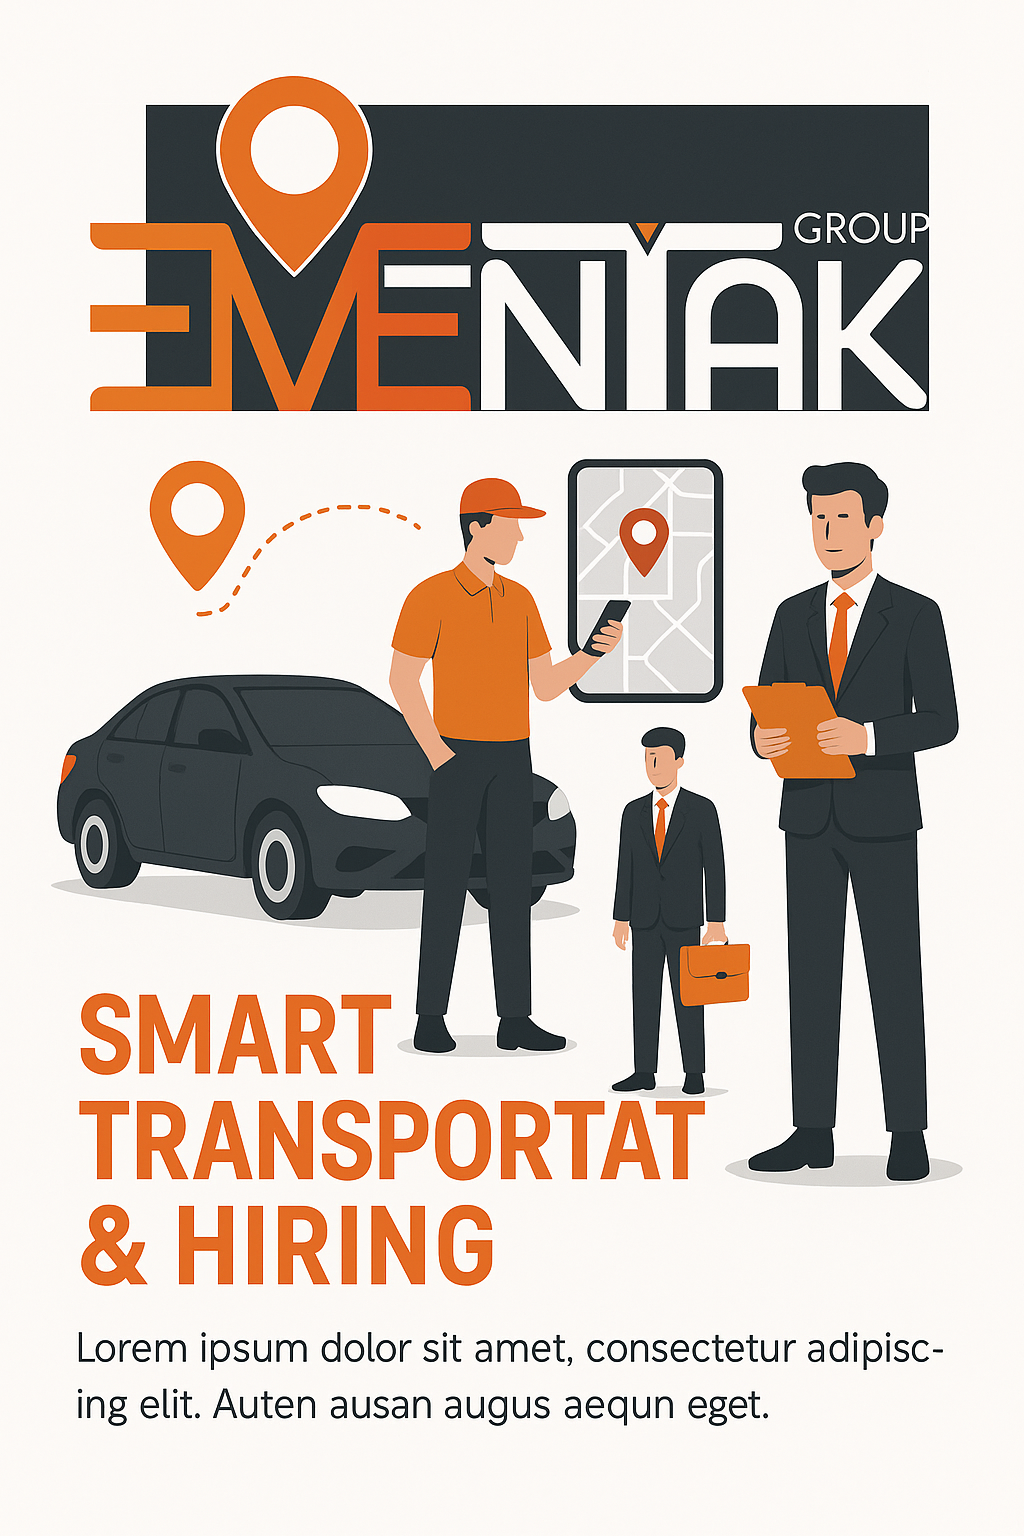 GROUP
EMENTAK
SMART
TRANSPORTAT
& HIRING
Lorem ipsum dolor sit amet, consectetur adipisc-
ing elit. Auten ausan augus aequn eget.